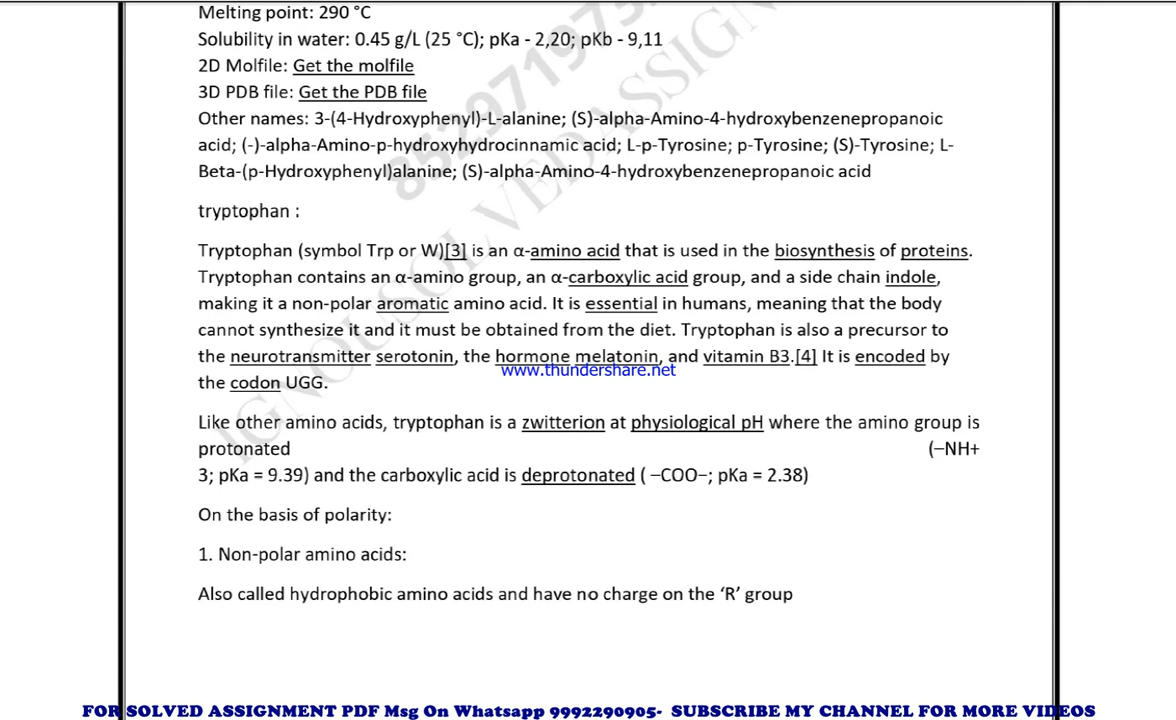 Melting point: 290 °C
Solubility in water: 0.45 g/L (25 °C); pKa - 2,20; pKb - 9,11
2D Molfile: Get the molfile
3D PDB file: Get the PDB file
Other names: 3-(4-Hydroxyphenyl)-L-alanine; (S)-alpha-Amino-4-hydroxybenzenepropanoic
acid; (-)-alpha-Amino-p-hydroxyhydrocinnamic acid; L-p-Tyrosine; p-Tyrosine; (S)-Tyrosine; L-
Beta-(p-Hydroxyphenyl)alanine; (S)-alpha-Amino-4-hydroxybenzenepropanoic acid
tryptophan :
Tryptophan (symbol Trp or W)[3] is an α-amino acid that is used in the biosynthesis of proteins.
Tryptophan contains an α-amino group, an α-carboxylic acid group, and a side chain indole,
making it a non-polar aromatic amino acid. It is essential in humans, meaning that the body
cannot synthesize it and it must be obtained from the diet. Tryptophan is also a precursor to
the neurotransmitter serotonin, the hormone melatonin, and vitamin B3.[4] It is encoded by
www.thundershare.net
the codon UGG.
Like other amino acids, tryptophan is a zwitterion at physiological pH where the amino group is
protonated (−NH+
3; pKa = 9.39) and the carboxylic acid is deprotonated ( −COO−; pKa = 2.38)
On the basis of polarity:
1. Non-polar amino acids:
Also called hydrophobic amino acids and have no charge on the ‘R’ group
FOR SOLVED ASSIGNMENT PDF Msg On Whatsapp 9992290905- SUBSCRIBE MY CHANNEL FOR MORE VIDEOS